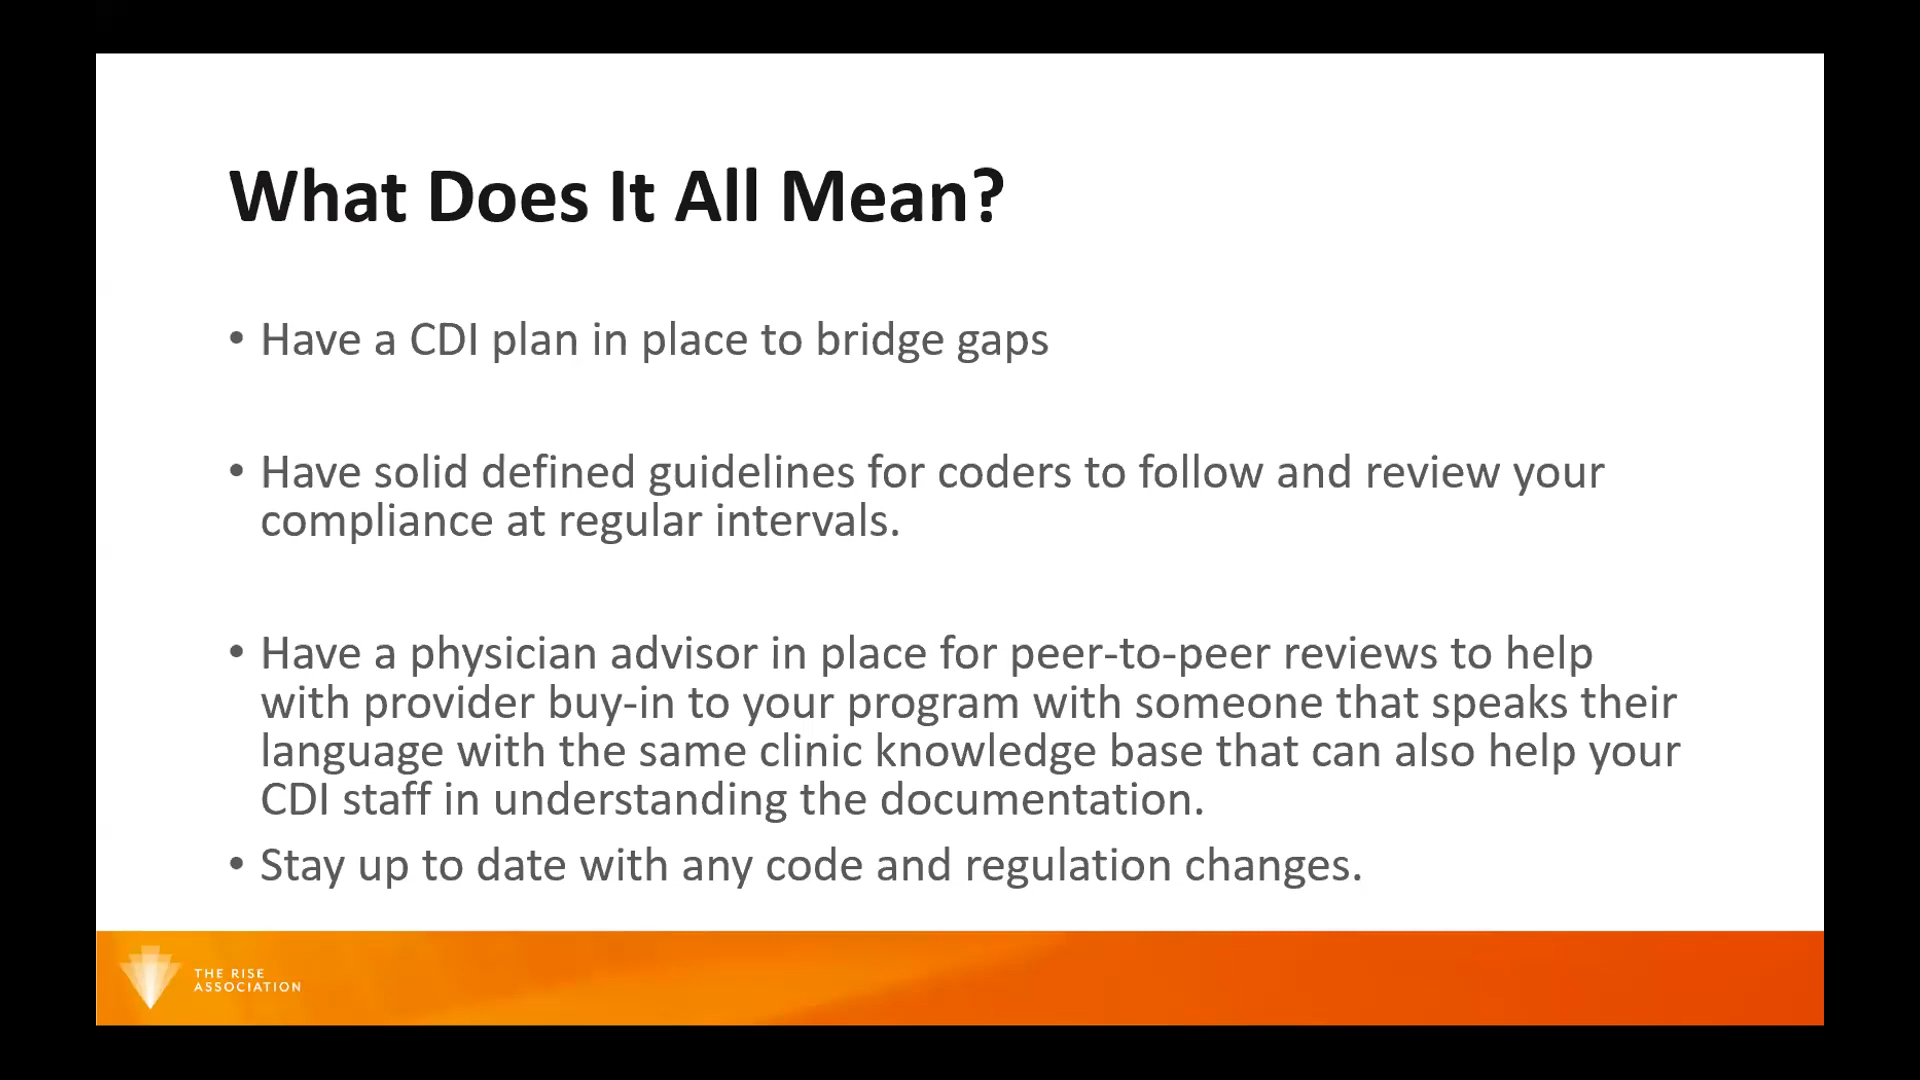 What Does It All Mean?
• Have a CDI plan in place to bridge gaps
• Have solid defined guidelines for coders to follow and review your
compliance at regular intervals.
• Have a physician advisor in place for peer-to-peer reviews to help
with provider buy-in to your program with someone that speaks their
language with the same clinic knowledge base that can also help your
CDI staff in understanding the documentation.
• Stay up to date with any code and regulation changes.
THE RISE
ASSOCIATION